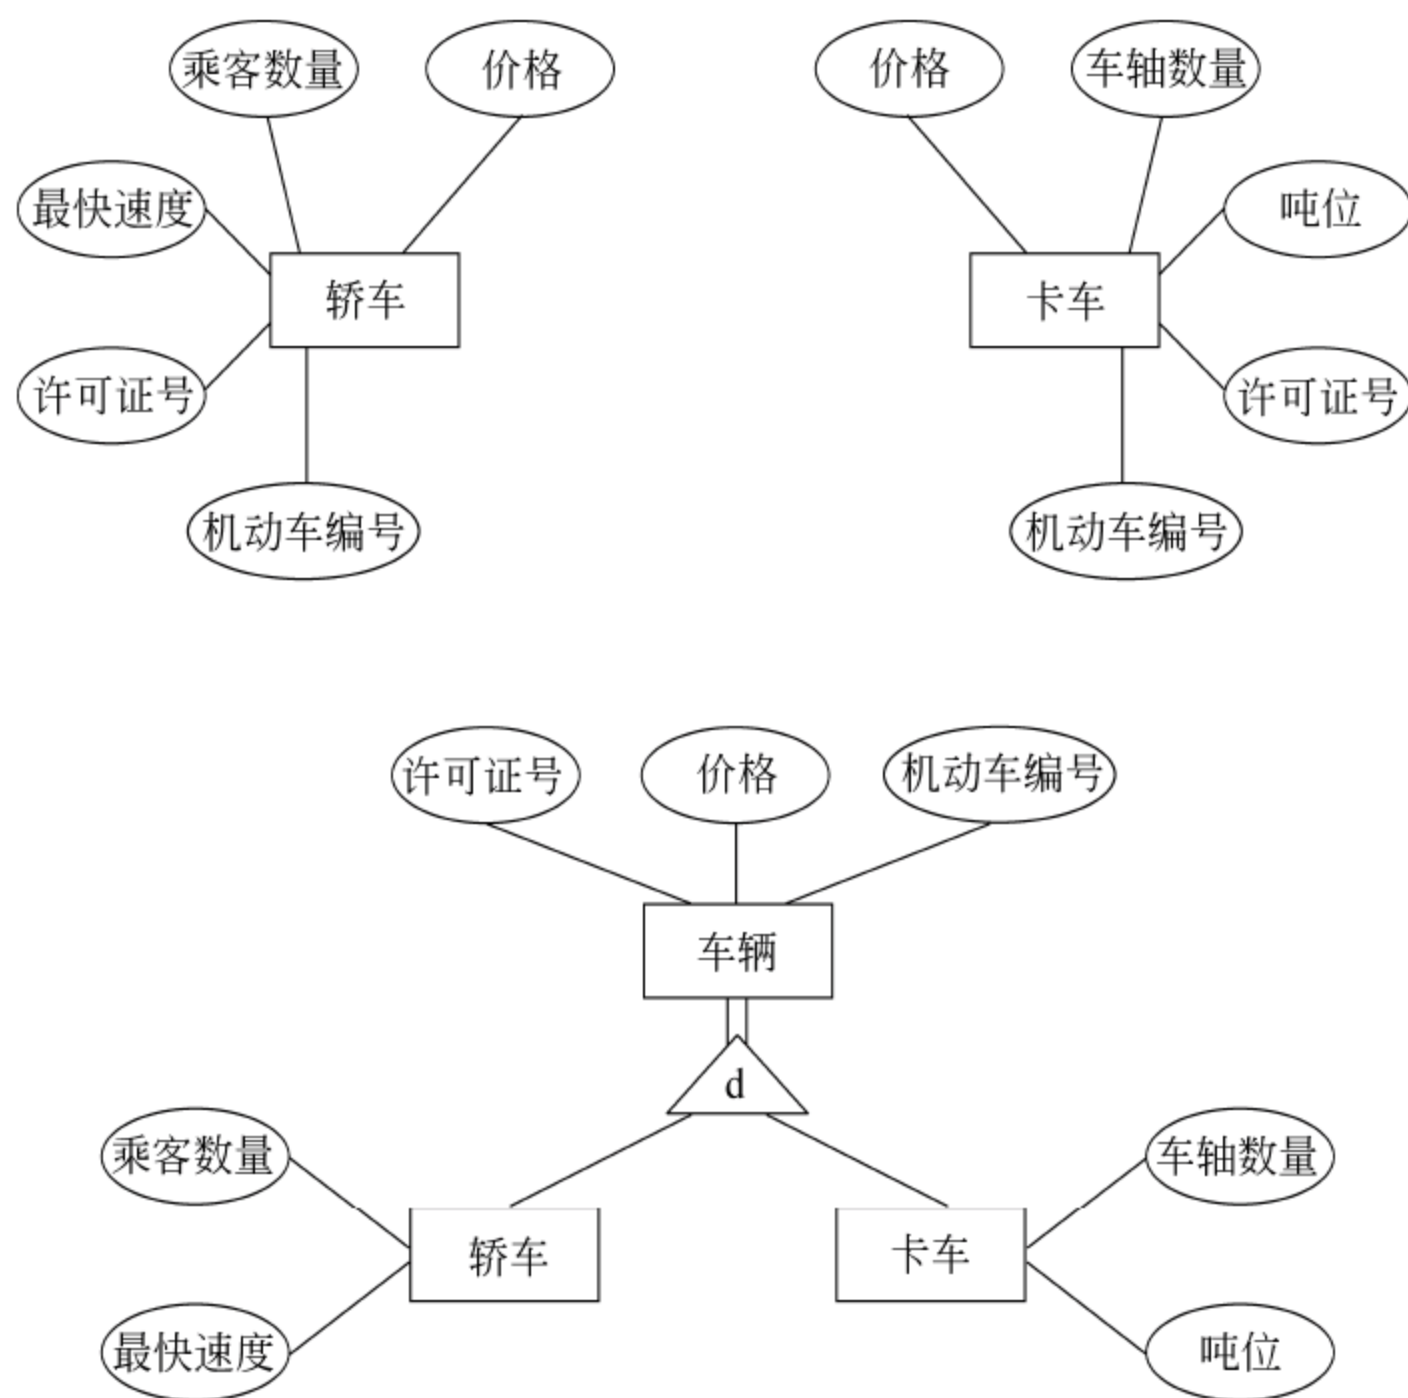 乘客数量
价格
价格
车轴数量
最快速度
吨位
轿车
卡车
许可证号
许可证号
机动车编号
机动车编号
许可证号
价格
机动车编号
车辆
d
乘客数量
车轴数量
轿车
卡车
最快速度
吨位